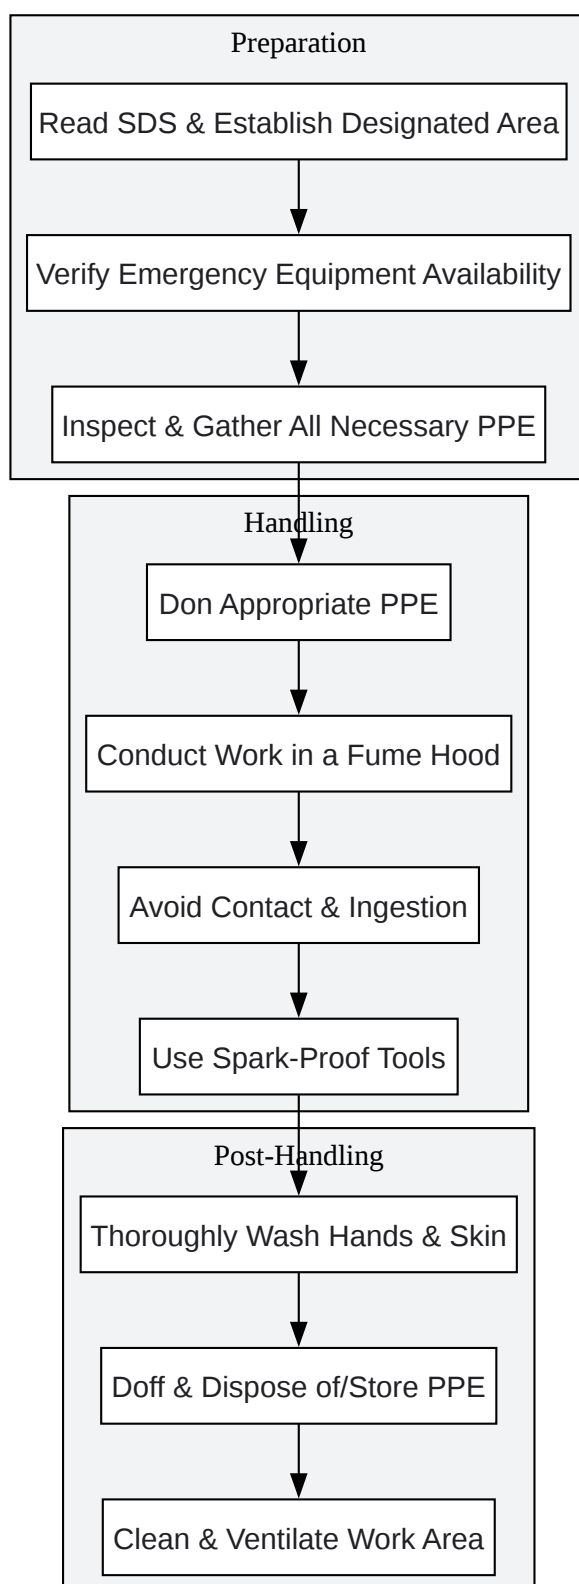 Preparation
Read SDS & Establish Designated Area
Verify Emergency Equipment Availability
Inspect & Gather All Necessary PPE
Handling
Don Appropriate PPE
Conduct Work in a Fume Hood
Avoid Contact & Ingestion
Use Spark-Proof Tools
Post-Handling
Thoroughly Wash Hands & Skin
Doff & Dispose of/Store PPE
Clean & Ventilate Work Area